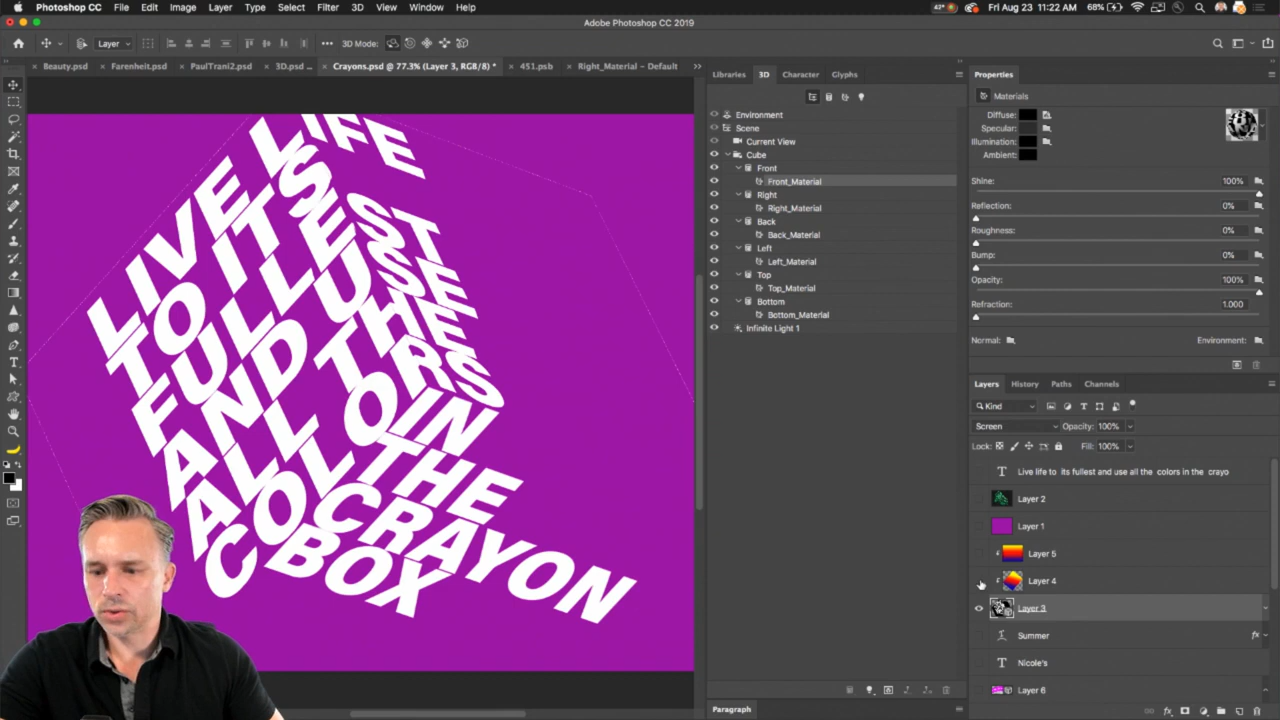 Photoshop CC File Edit Image Layer Type Select Filter 3D View Window Help
Fri Aug 23 11:22 AM 68%
Adobe Photoshop CC 2019
Layer 3D Mode:
Beauty.psd Farenheit.psd PaulTrani2.psd 3D.psd ... Crayons.psd @ 77.3% (Layer 3, RGB/8) * 451.psb Right_Material - Default
LIVE LIFE
TO ITS
FULLEST
AND USE
ALL THE
COLORS
IN
THE
CRAYON
BOX
Libraries 3D Character Glyphs
Environment
Scene
Current View
Cube
Front
Front_Material
Right
Right_Material
Back
Back_Material
Left
Left_Material
Top
Top_Material
Bottom
Bottom_Material
Infinite Light 1
Paragraph
Properties
Materials
Diffuse:
Specular:
Illumination:
Ambient:
Shine: 100%
Reflection: 0%
Roughness: 0%
Bump: 0%
Opacity: 100%
Refraction: 1.000
Normal: Environment:
Layers History Paths Channels
Kind
Screen Opacity: 100%
Lock: Fill: 100%
Live life to its fullest and use all the colors in the crayo
Layer 2
Layer 1
Layer 5
Layer 4
Layer 3
Summer fx
Nicole's
Layer 6